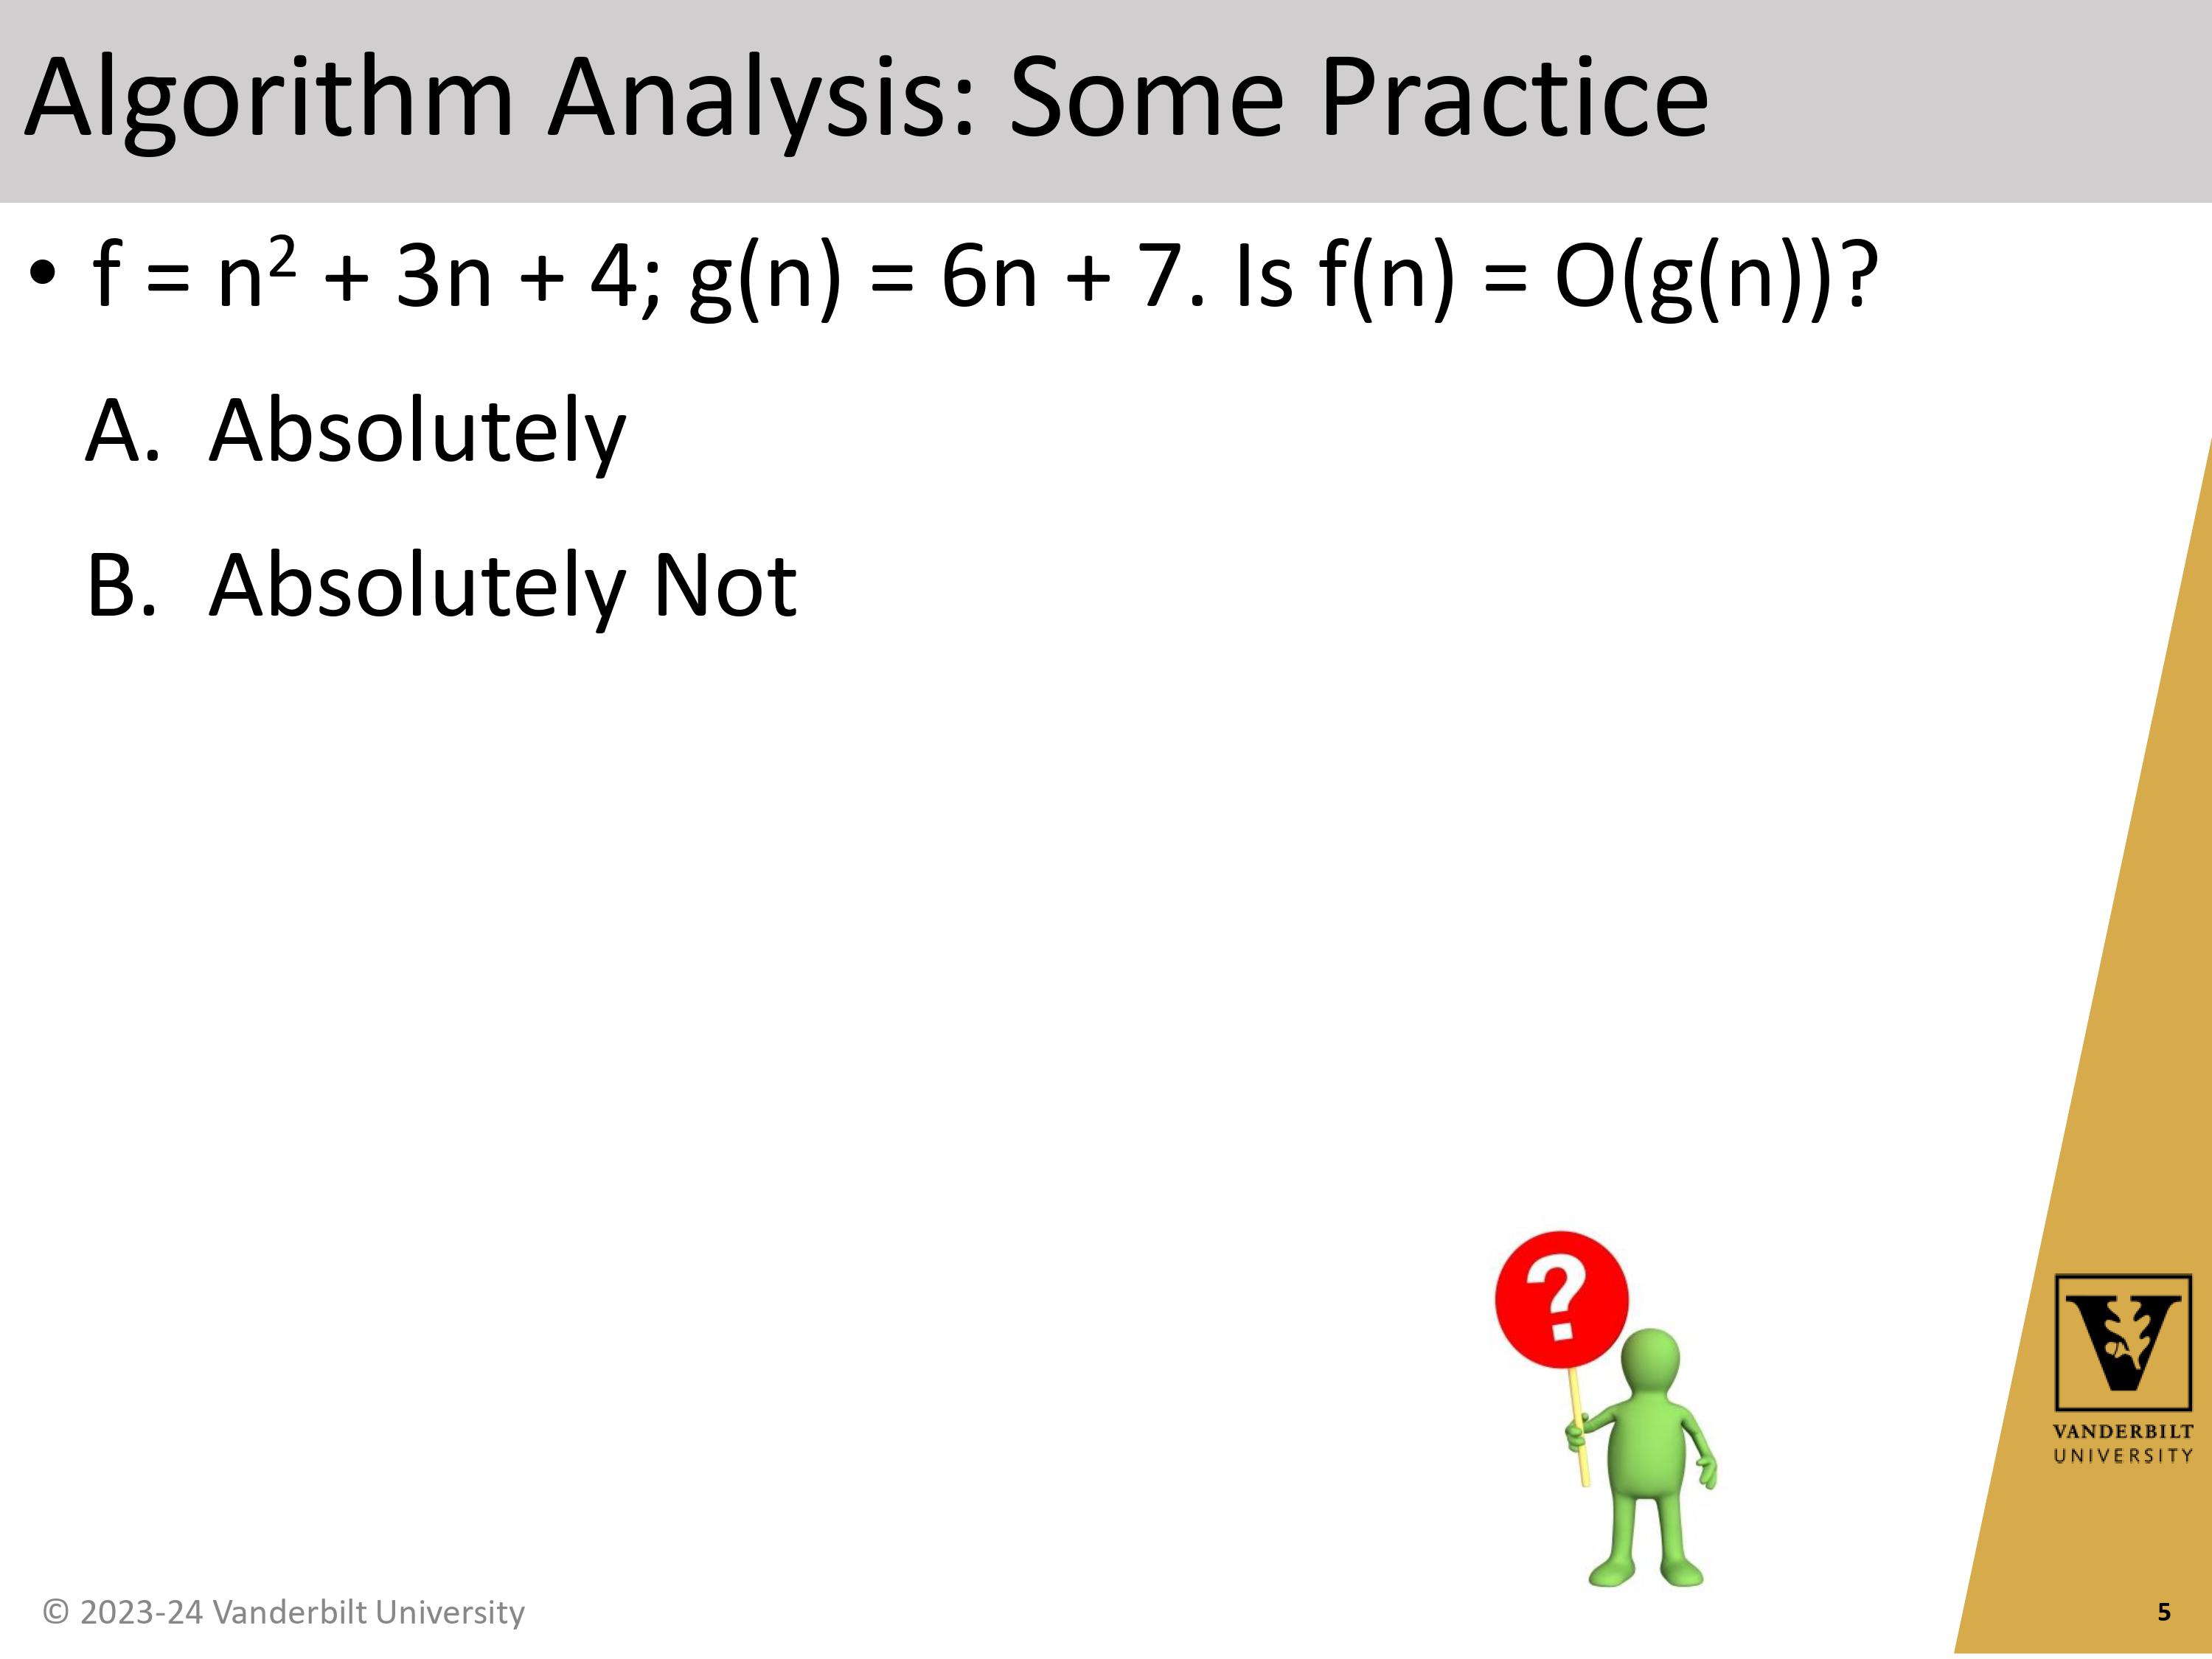 Algorithm Analysis: Some Practice
• f = n² + 3n + 4; g(n) = 6n + 7. Is f(n) = O(g(n))?
A. Absolutely
B. Absolutely Not
?
V
VANDERBILT
UNIVERSITY
© 2023-24 Vanderbilt University
5